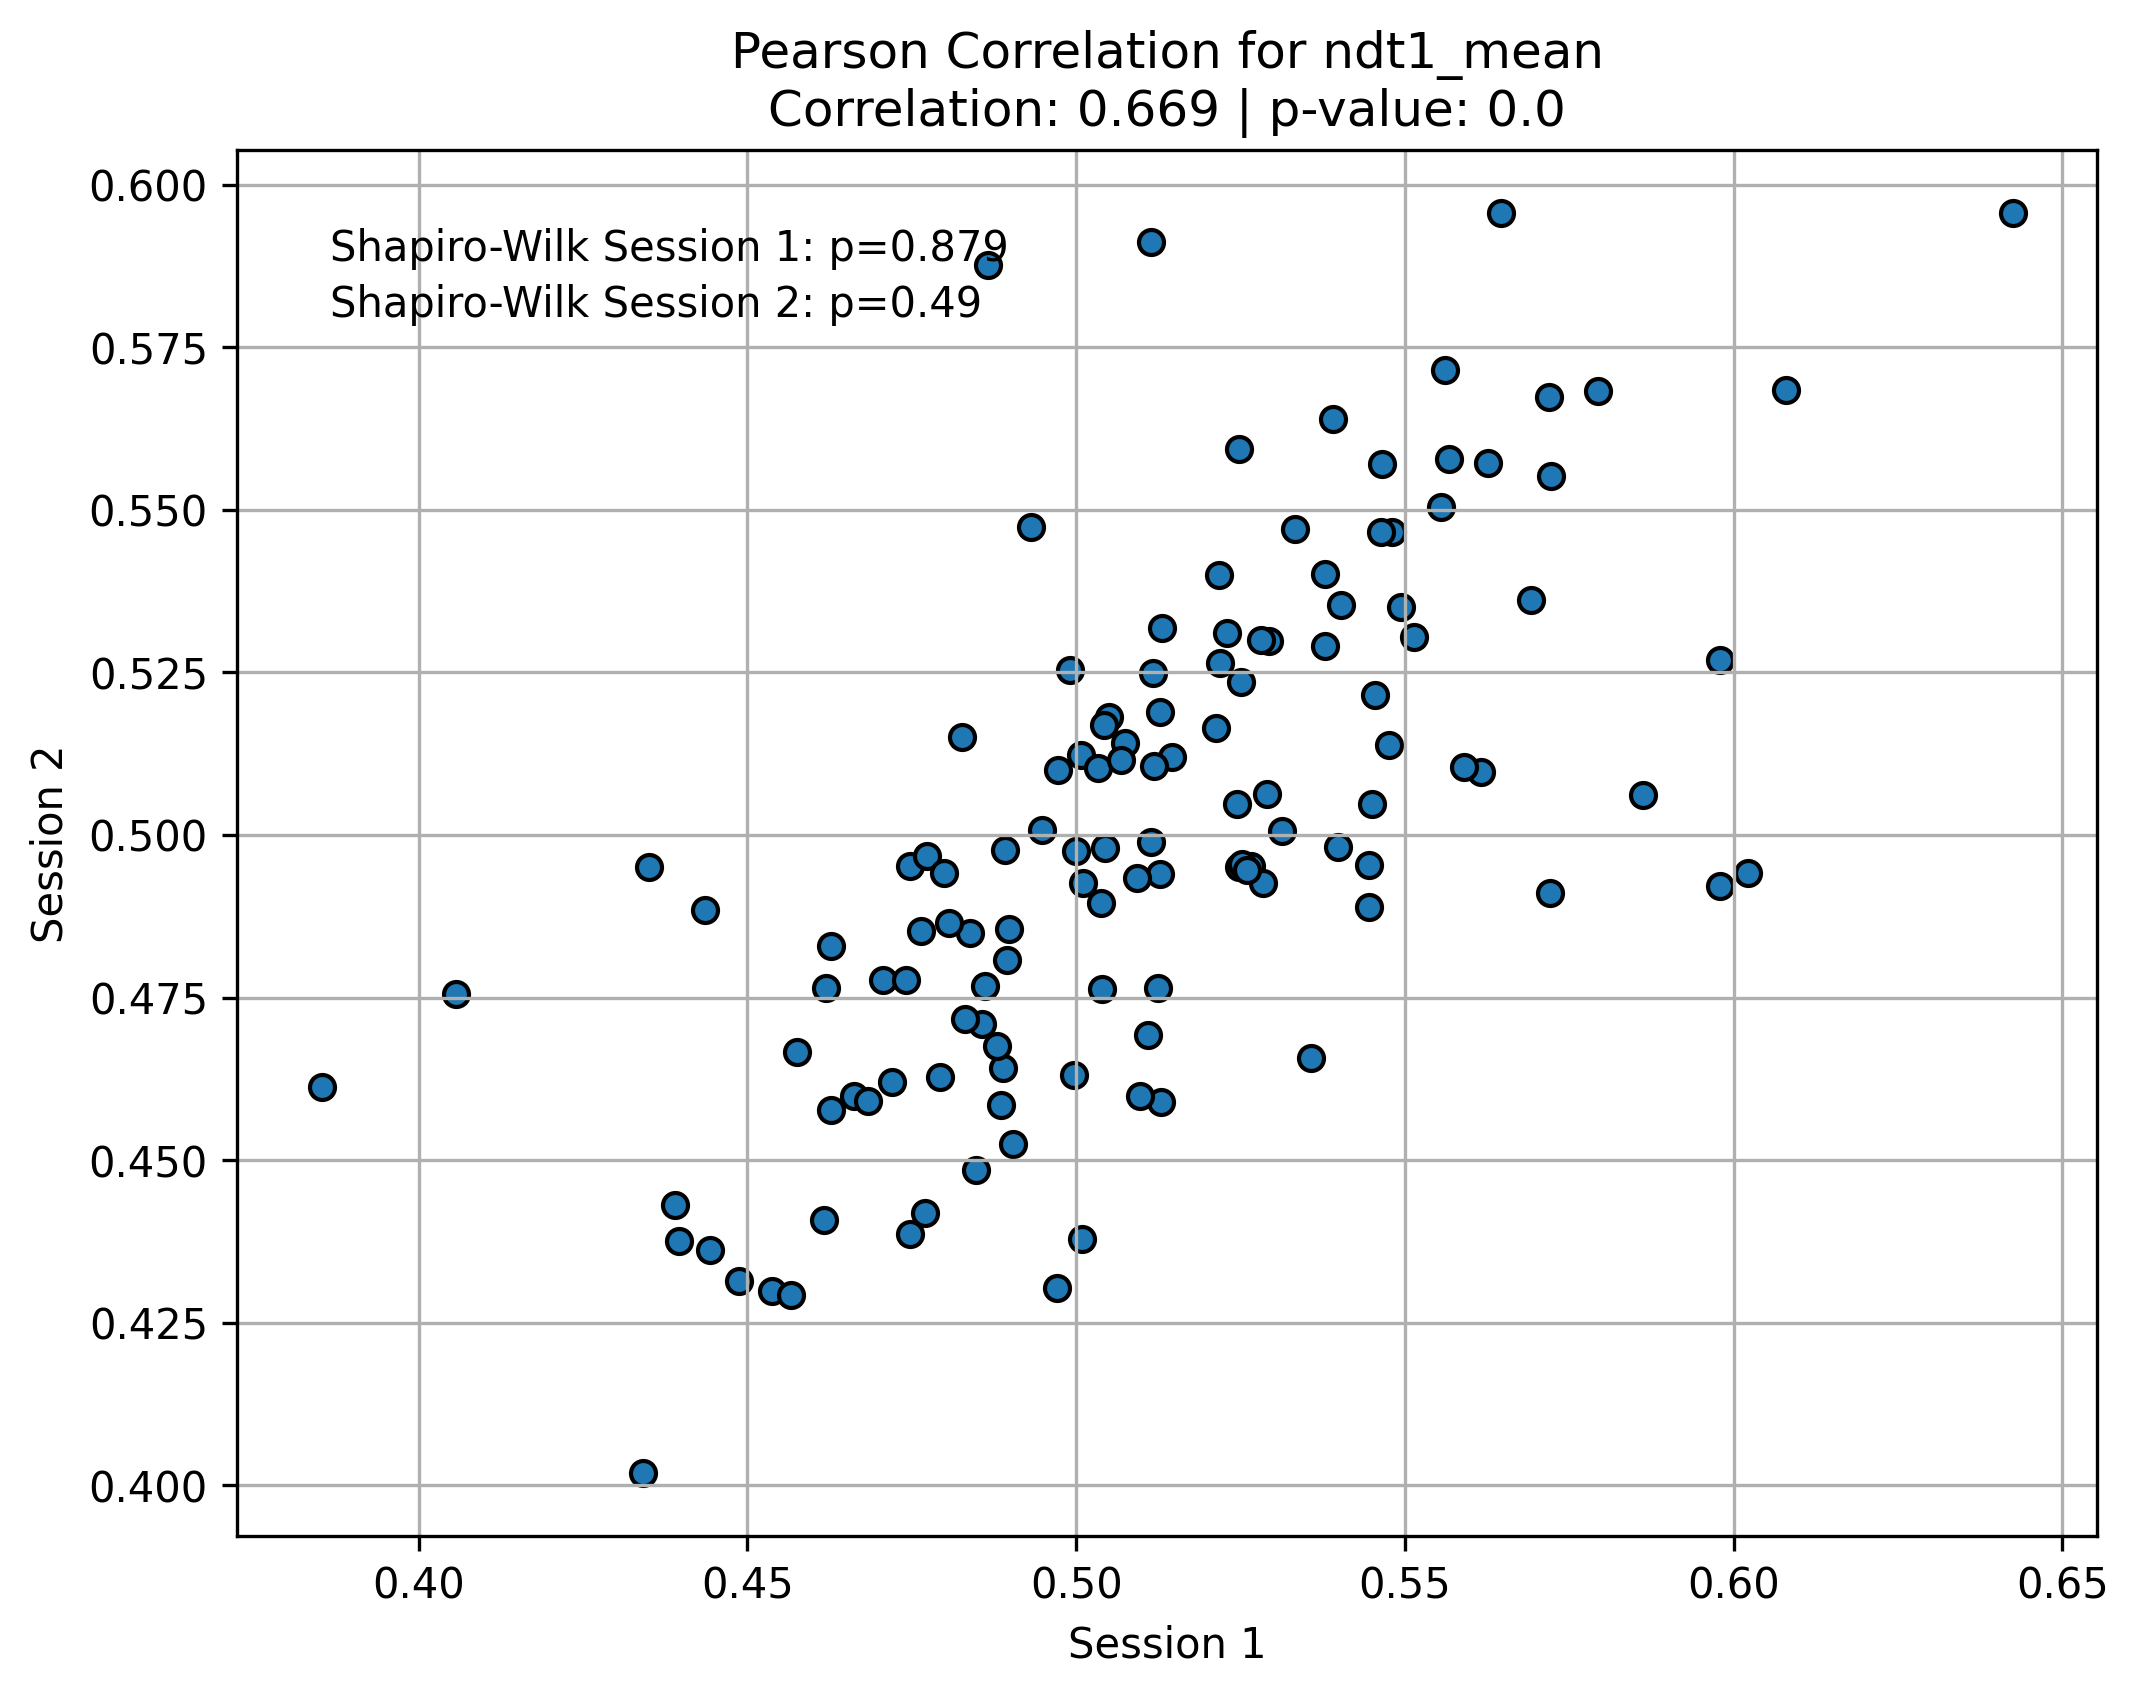 Pearson Correlation for ndt1_mean
Correlation: 0.669 | p-value: 0.0
0.600
Shapiro-Wilk Session 1: p=0.879
Shapiro-Wilk Session 2: p=0.49
0.575
0.550
0.525
0.500
0.475
0.450
0.425
0.400
Session 2
0.40 0.45 0.50 0.55 0.60 0.65
Session 1